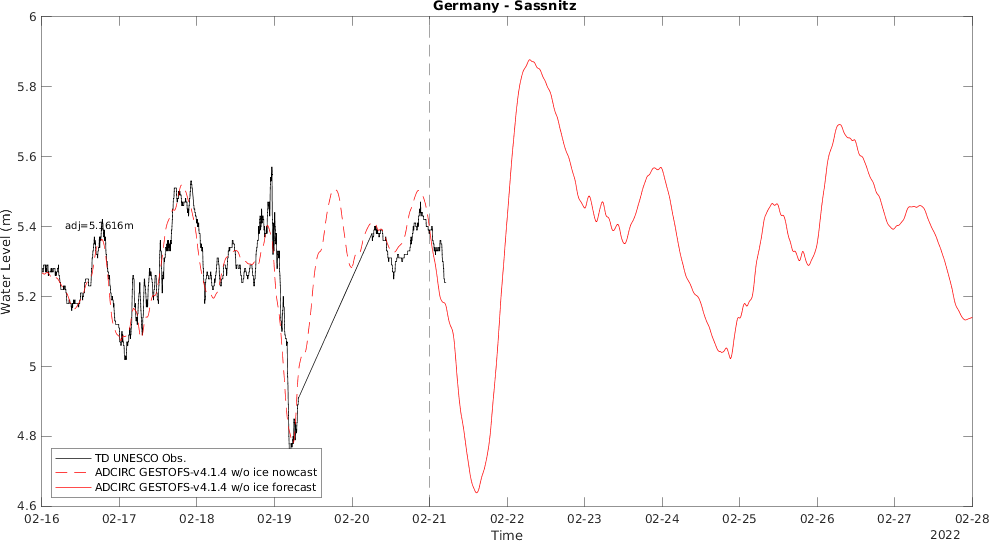 Germany - Sassnitz
6
5.8
5.6
5.4
5.2
5
4.8
4.6
Water Level (m)
adj=5.1616m
TD UNESCO Obs.
ADCIRC GESTOFS-v4.1.4 w/o ice nowcast
ADCIRC GESTOFS-v4.1.4 w/o ice forecast
02-16 02-17 02-18 02-19 02-20 02-21 02-22 02-23 02-24 02-25 02-26 02-27 02-28
Time
2022